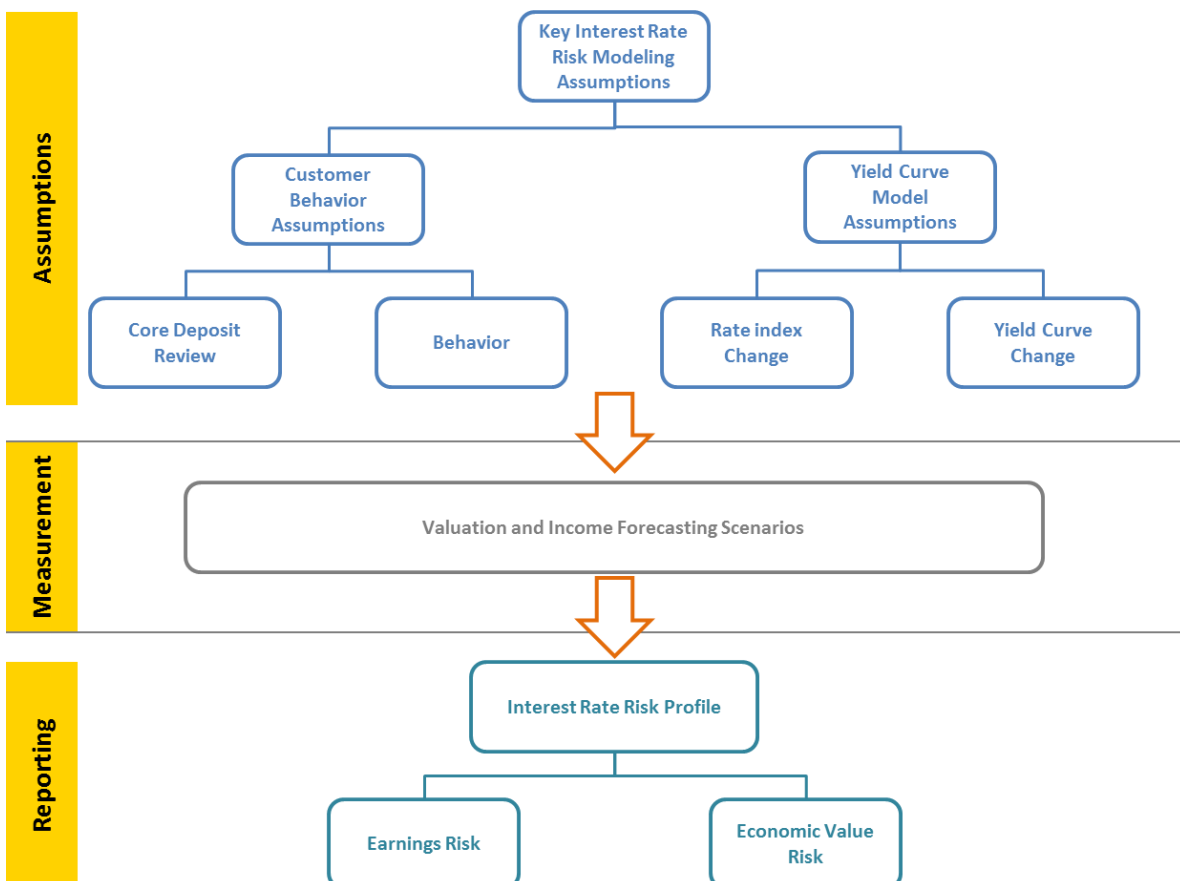 Assumptions
Key Interest Rate
Risk Modeling
Assumptions
Customer
Behavior
Assumptions
Yield Curve
Model
Assumptions
Core Deposit
Review
Behavior
Rate index
Change
Yield Curve
Change
Measurement
Valuation and Income Forecasting Scenarios
Reporting
Interest Rate Risk Profile
Earnings Risk
Economic Value
Risk